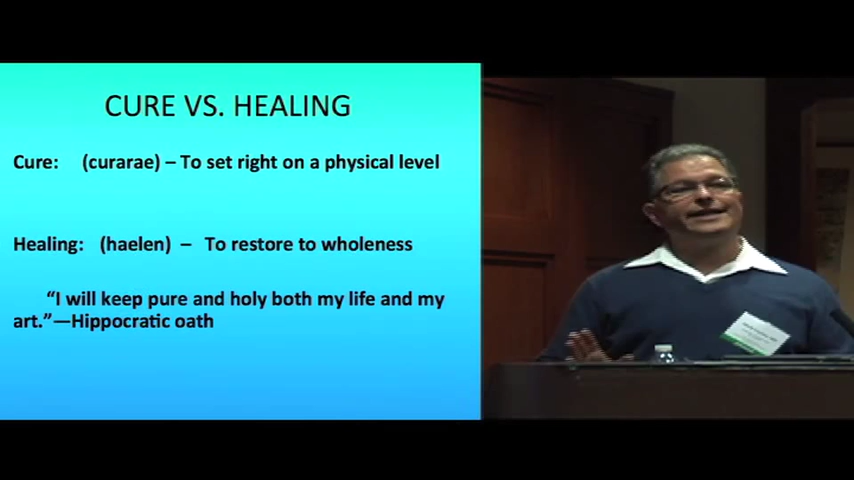 CURE VS. HEALING
Cure: (curarae) – To set right on a physical level
Healing: (haelen) – To restore to wholeness
“I will keep pure and holy both my life and my
art.”—Hippocratic oath